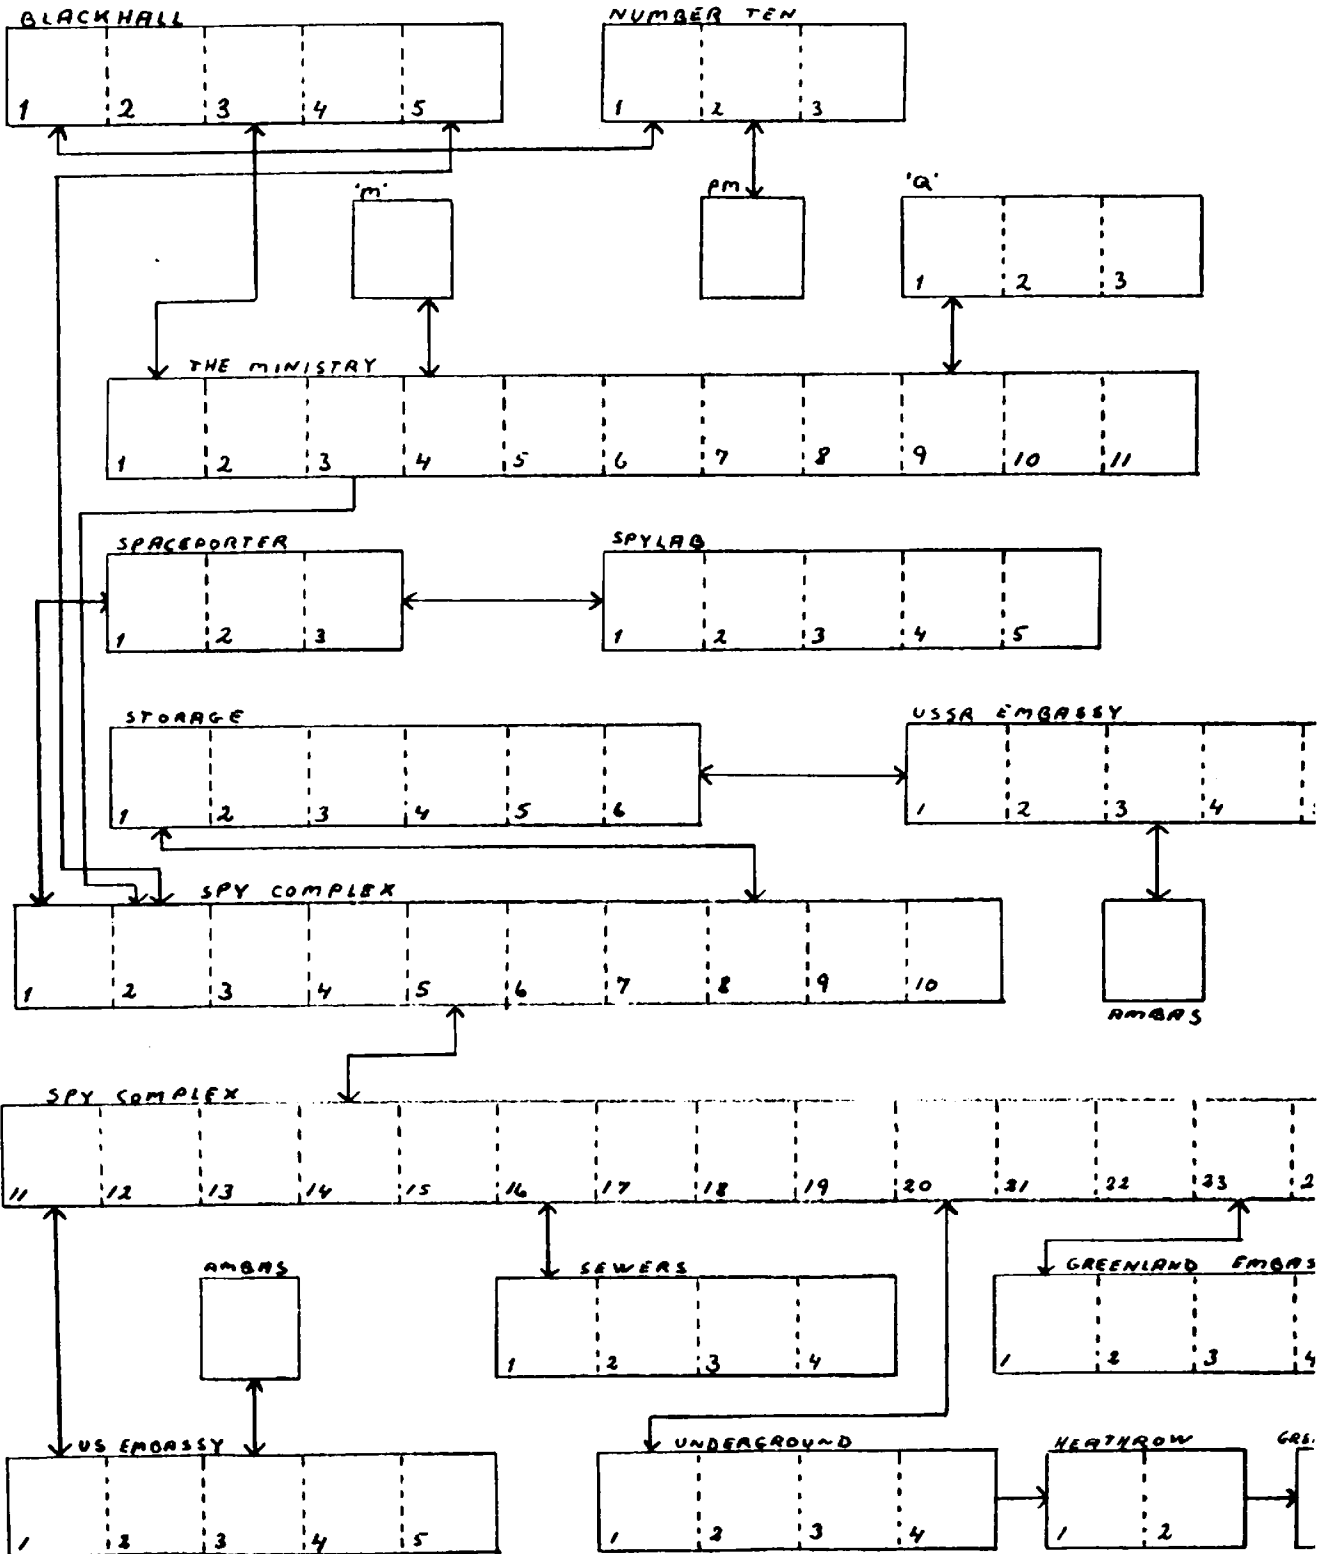 BLACKHALL
NUMBER TEN
1 2 3 4 5
1 2 3
'M'
PM
'Q'
1 2 3
THE MINISTRY
1 2 3 4 5 6 7 8 9 10 11
SPACEPORTER
SPYLAB
1 2 3
1 2 3 4 5
STORAGE
USSR EMBASSY
1 2 3 4 5 6
1 2 3 4
SPY COMPLEX
1 2 3 4 5 6 7 8 9 10
AMBAS
SPY COMPLEX
11 12 13 14 15 16 17 18 19 20 21 22 23 2
AMBAS
SEWERS
GREENLAND EMBAS
1 2 3 4
1 2 3 4
US EMBASSY
UNDERGROUND
HEATHROW
GRE
1 2 3 4 5
1 2 3 4
1 2